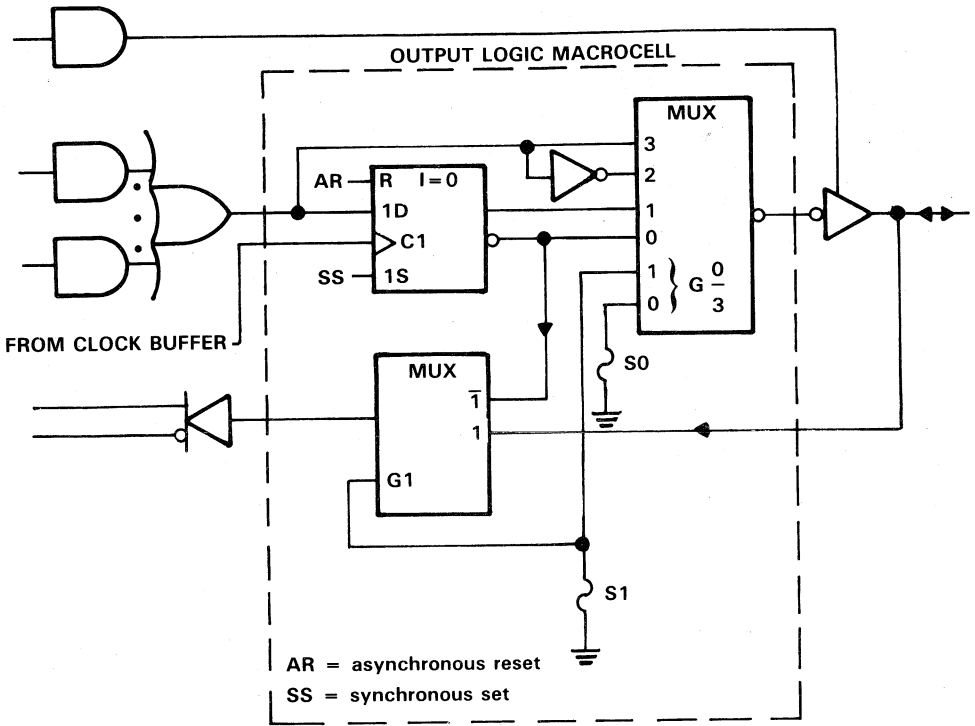 OUTPUT LOGIC MACROCELL
MUX
3
2
1
0
1
0
G 0
3
AR
R I=0
1D
C1
SS
1S
FROM CLOCK BUFFER
S0
MUX
1̅
1
G1
S1
AR = asynchronous reset
SS = synchronous set